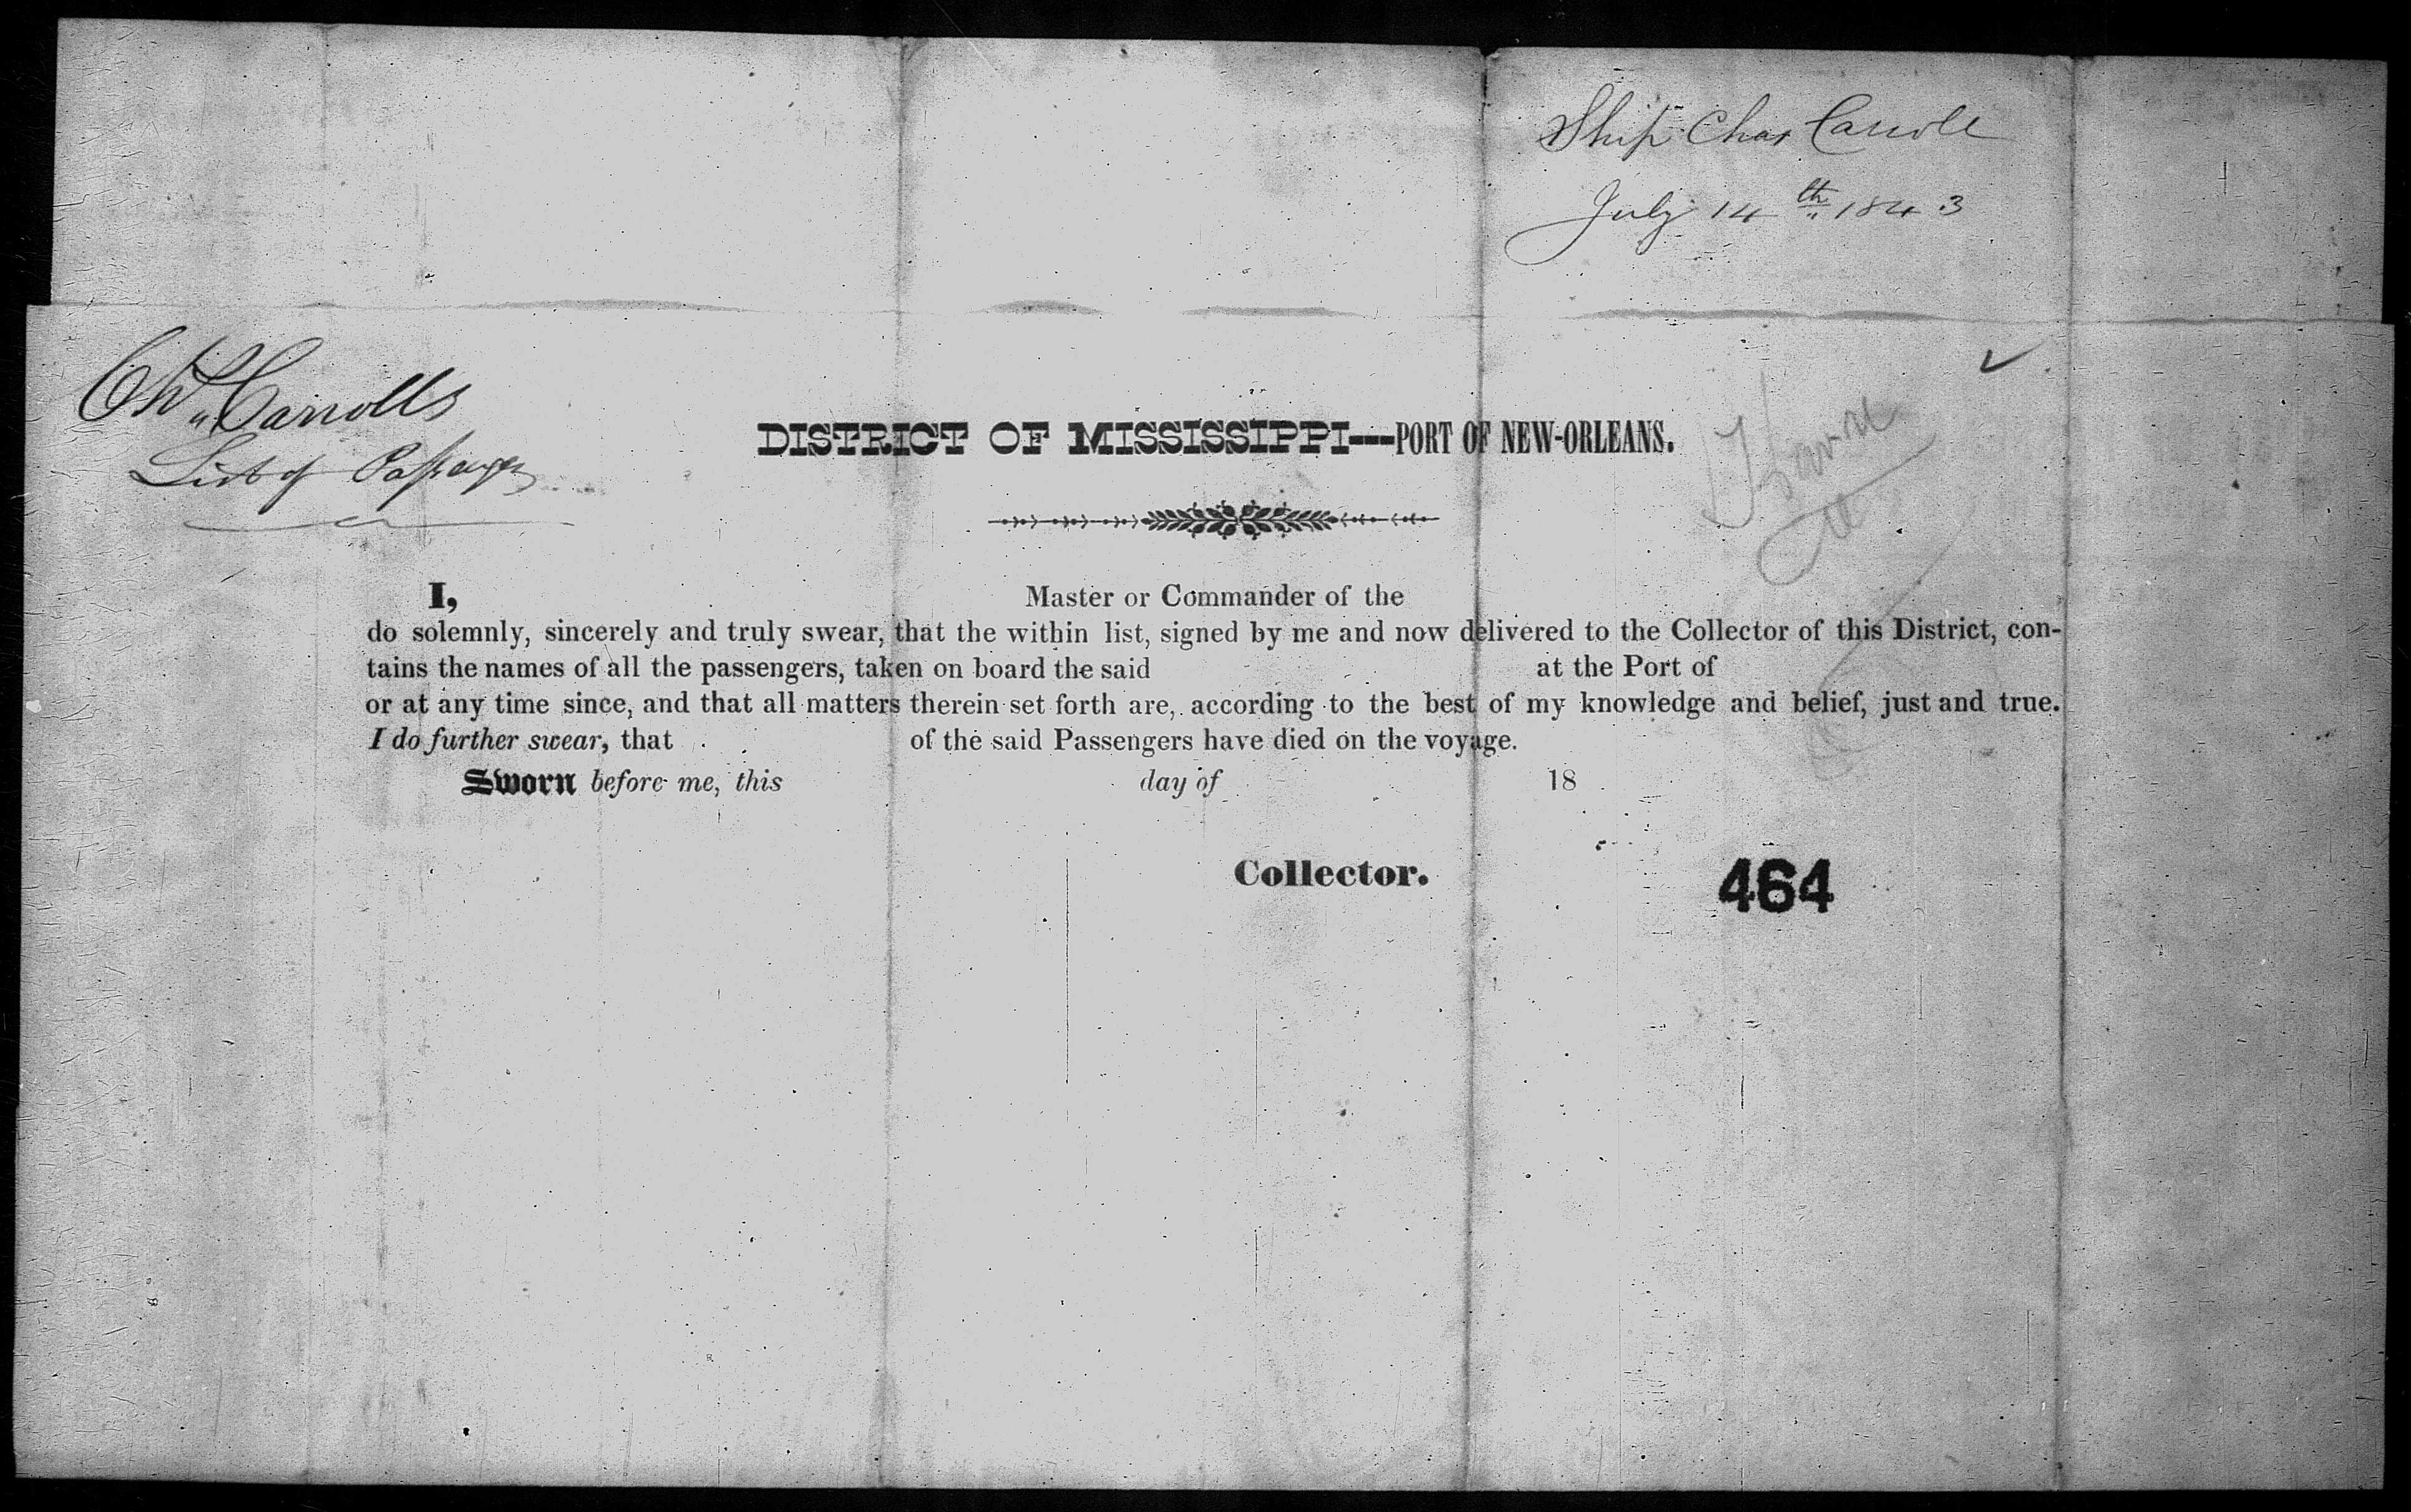 Ship Chas Carroll
July 14th 1843
Chs Carrolls
List of Passengers
DISTRICT OF MISSISSIPPI---PORT OF NEW-ORLEANS.
Havre
I, Master or Commander of the
do solemnly, sincerely and truly swear, that the within list, signed by me and now delivered to the Collector of this District, con-
tains the names of all the passengers, taken on board the said at the Port of
or at any time since, and that all matters therein set forth are, according to the best of my knowledge and belief, just and true.
I do further swear, that of the said Passengers have died on the voyage.
Sworn before me, this day of 18
Collector.
464